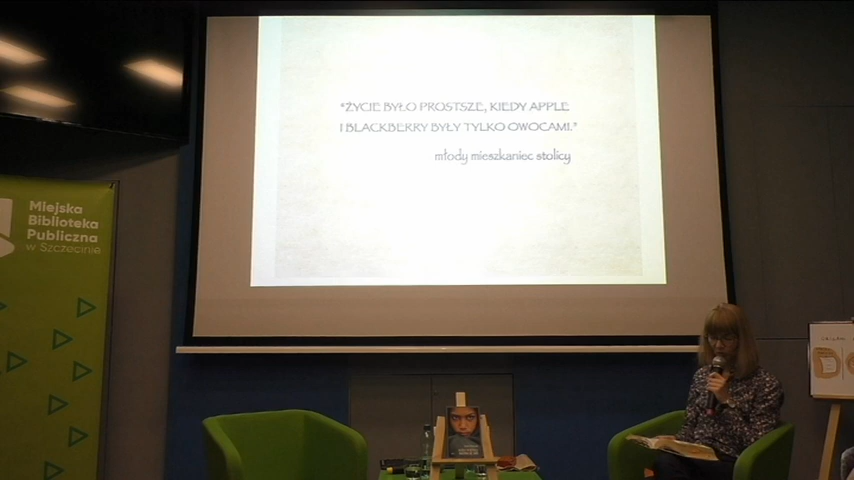 "ŻYCIE BYŁO PROSTSZE, KIEDY APPLE
I BLACKBERRY BYŁY TYLKO OWOCAMI."
młody mieszkaniec stolicy
Miejska
Biblioteka
Publiczna
w Szczecinie